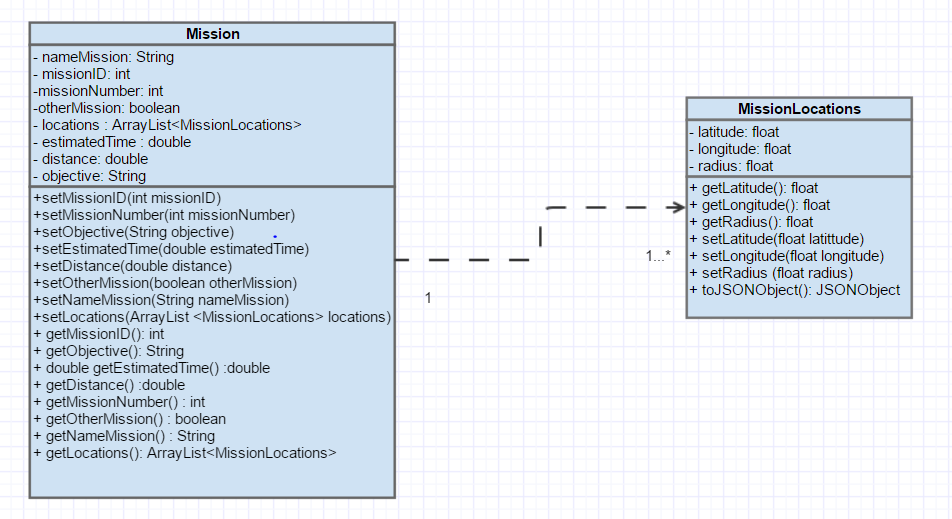 Mission
- nameMission: String
- missionID: int
-missionNumber: int
-otherMission: boolean
- locations : ArrayList<MissionLocations>
- estimatedTime : double
- distance: double
- objective: String
+setMissionID(int missionID)
+setMissionNumber(int missionNumber)
+setObjective(String objective)
+setEstimatedTime(double estimatedTime)
+setDistance(double distance)
+setOtherMission(boolean otherMission)
+setNameMission(String nameMission)
+setLocations(ArrayList <MissionLocations> locations)
+ getMissionID(): int
+ getObjective(): String
+ double getEstimatedTime() :double
+ getDistance() :double
+ getMissionNumber() : int
+ getOtherMission() : boolean
+ getNameMission() : String
+ getLocations(): ArrayList<MissionLocations>
1
1...*
MissionLocations
- latitude: float
- longitude: float
- radius: float
+ getLatitude(): float
+ getLongitude(): float
+ getRadius(): float
+ setLatitude(float latittude)
+ setLongitude(float longitude)
+ setRadius (float radius)
+ toJSONObject(): JSONObject